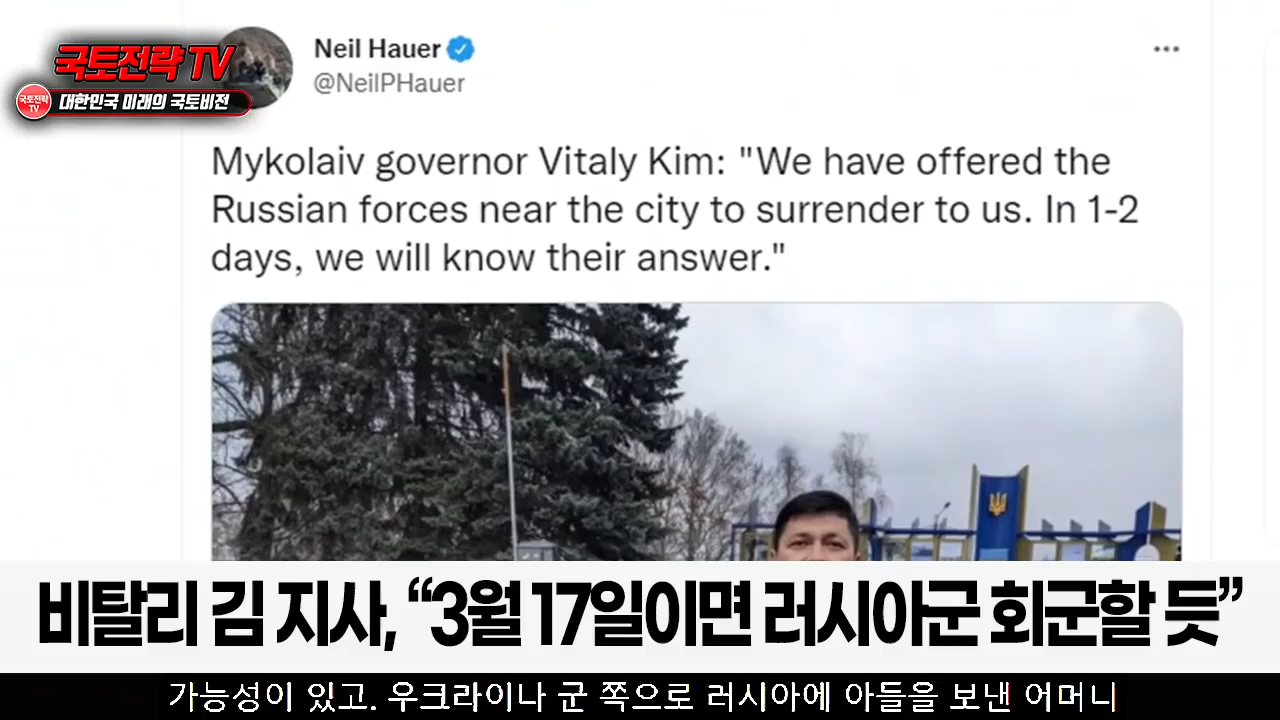 국토전략 TV
국토전략
TV
대한민국 미래의 국토비전
Neil Hauer
@NeilPHauer
Mykolaiv governor Vitaly Kim: "We have offered the
Russian forces near the city to surrender to us. In 1-2
days, we will know their answer."
비탈리 김 지사, “3월 17일이면 러시아군 회군할 듯”
가능성이 있고. 우크라이나 군 쪽으로 러시아에 아들을 보낸 어머니